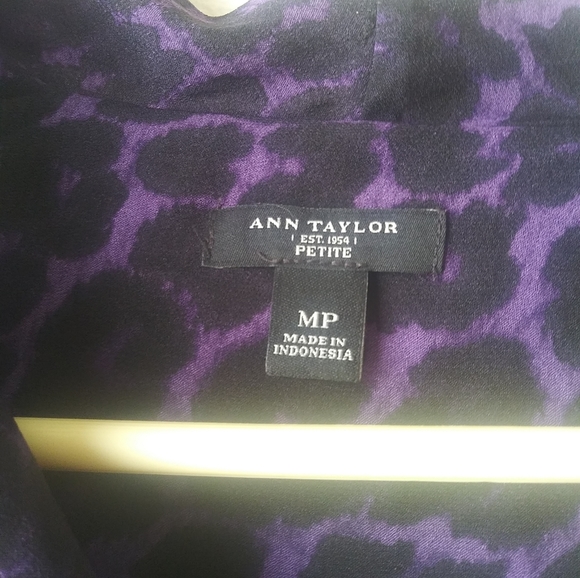 ANN TAYLOR
EST. 1954
PETITE
MP
MADE IN
INDONESIA